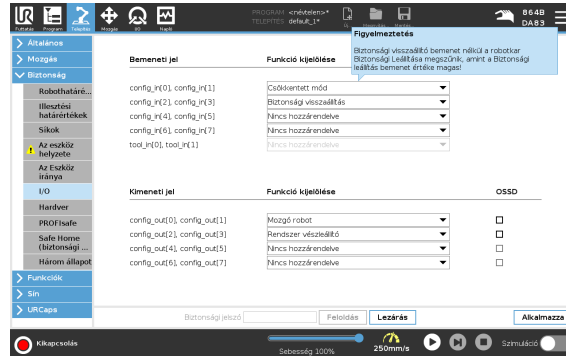 Futtatás Program Telepítés Mozgás I/O Napló
PROGRAM <névtelen>*
TELEPÍTÉS default_1*
864B
DA83
Figyelmeztetés
Biztonsági visszaállító bemenet nélkül a robotkar
Biztonsági Leállítása megszűnik, amint a Biztonsági
leállítás bemenet értéke magas!
Általános
Mozgás
Biztonság
Robothatáré...
Illesztési
határértékek
Síkok
Az eszköz
helyzete
Az Eszköz
iránya
I/O
Hardver
PROFIsafe
Safe Home
(biztonsági ...
Három állapot
Funkciók
Sín
URCaps
Bemeneti jel Funkció kijelölése
config_in[0], config_in[1] Csökkentett mód
config_in[2], config_in[3] Biztonsági visszaállítás
config_in[4], config_in[5] Nincs hozzárendelve
config_in[6], config_in[7] Nincs hozzárendelve
tool_in[0], tool_in[1] Nincs hozzárendelve
Kimeneti jel Funkció kijelölése OSSD
config_out[0], config_out[1] Mozgó robot
config_out[2], config_out[3] Rendszer vészleállító
config_out[4], config_out[5] Nincs hozzárendelve
config_out[6], config_out[7] Nincs hozzárendelve
Biztonsági jelszó Feloldás Lezárás Alkalmazza
Kikapcsolás
Sebesség 100%
250mm/s
Szimuláció